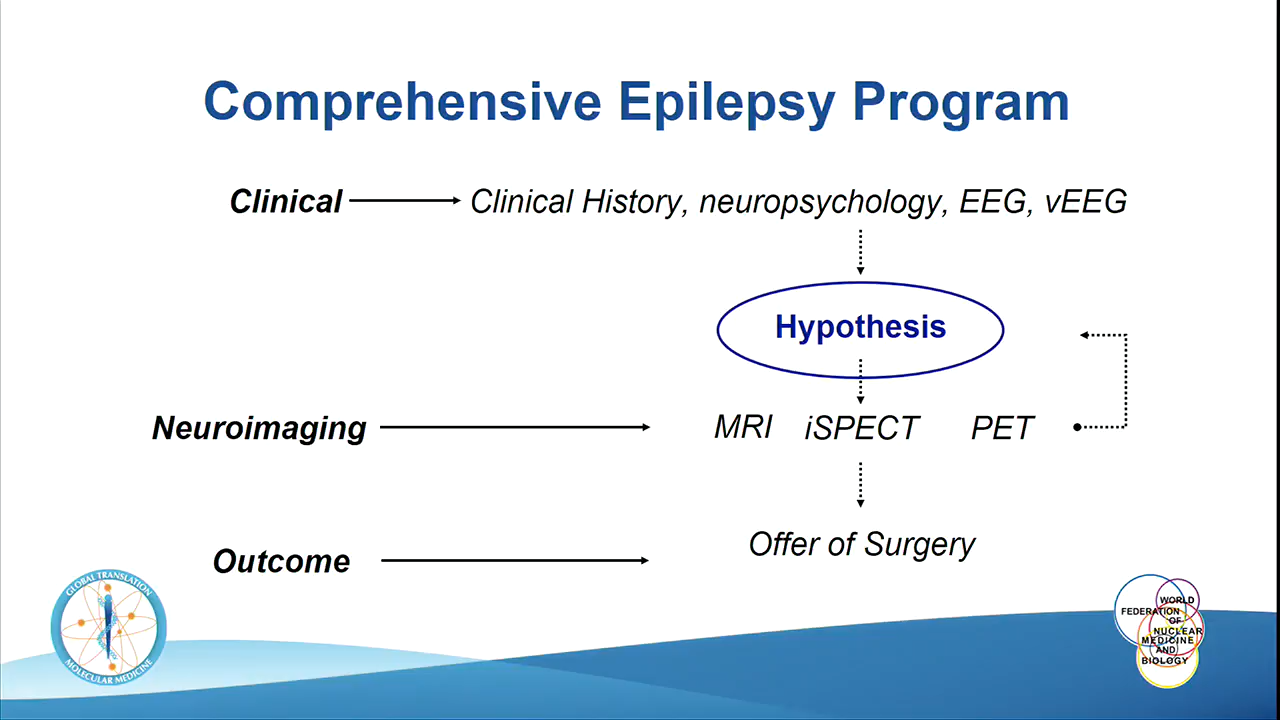 Comprehensive Epilepsy Program
Clinical Clinical History, neuropsychology, EEG, vEEG
Hypothesis
Neuroimaging MRI iSPECT PET
Outcome Offer of Surgery
GLOBAL TRANSLATION
MOLECULAR MEDICINE
WORLD
FEDERATION
OF
NUCLEAR
MEDICINE
AND
BIOLOGY